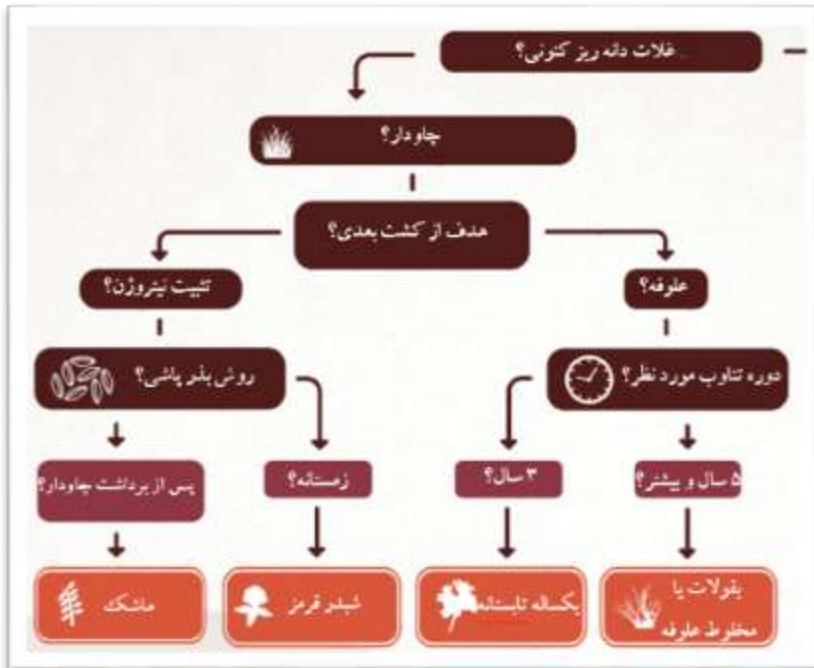 غلات دانه ریز کنونی؟
چاودار؟
هدف از کشت بعدی؟
علوفه؟
تثبیت نیتروژن؟
دوره تناوب مورد نظر؟
روش بذر پاشی؟
۵ سال و بیشتر؟
۳ سال؟
زمستانه؟
پس از برداشت چاودار؟
بقولات یا
مخلوط علوفه
یکساله تابستانه
شبدر قرمز
ماشک